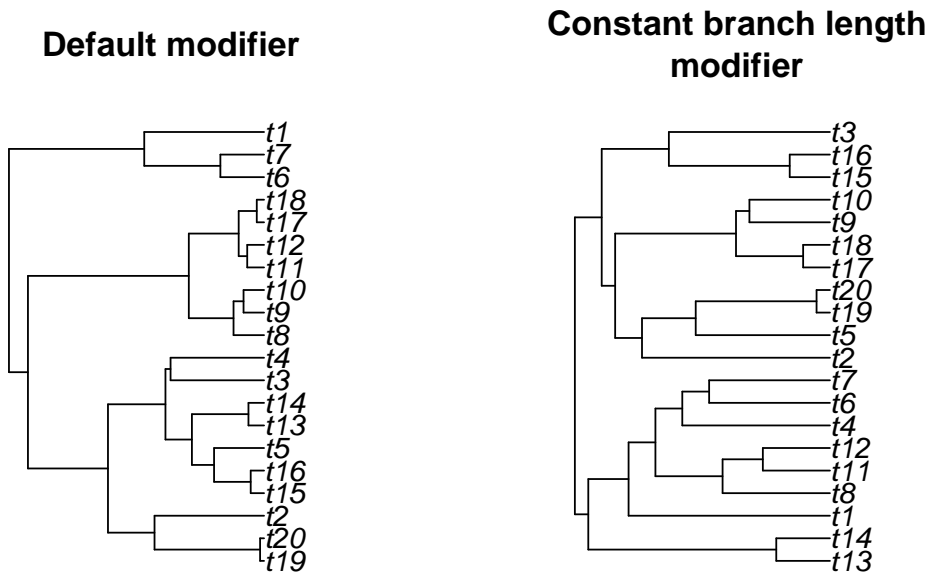 Default modifier
t1
t7
t6
t18
t17
t12
t11
t10
t9
t8
t4
t3
t14
t13
t5
t16
t15
t2
t20
t19
Constant branch length
modifier
t3
t16
t15
t10
t9
t18
t17
t20
t19
t5
t2
t7
t6
t4
t12
t11
t8
t1
t14
t13